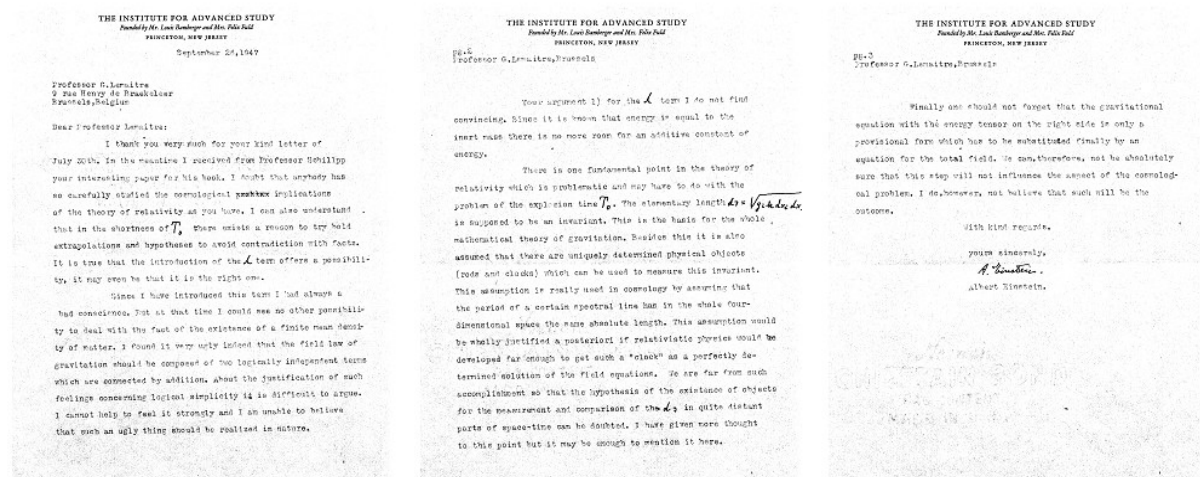 THE INSTITUTE FOR ADVANCED STUDY
Founded by Mr. Louis Bamberger and Mrs. Felix Fuld
PRINCETON, NEW JERSEY
September 26,1947
Professor G.Lemaitre
9 rue Henry de Braekeleer
Brussels,Belgium
Dear Professor Lemaitre:
I thank you very much for your kind letter of
July 30th. In the meantime I received from Professor Schilpp
your interesting paper for his book. I doubt that anybody has
so carefully studied the cosmological implications
of the theory of relativity as you have. I can also understand
that in the shortness of T₀ there exists a reason to try bold
extrapolations and hypotheses to avoid contradiction with facts.
It is true that the introduction of the λ term offers a possibili-
ty, it may even be that it is the right one.
Since I have introduced this term I had always a
bad conscience. But at that time I could see no other possibili-
ty to deal with the fact of the existence of a finite mean densi-
ty of matter. I found it very ugly indeed that the field law of
gravitation should be composed of two logically independent terms
which are connected by addition. About the justification of such
feelings concerning logical simplicity it is difficult to argue.
I cannot help to feel it strongly and I am unable to believe
that such an ugly thing should be realized in nature.
THE INSTITUTE FOR ADVANCED STUDY
Founded by Mr. Louis Bamberger and Mrs. Felix Fuld
PRINCETON, NEW JERSEY
pg.2
Professor G.Lemaitre,Brussels
Your argument 1) for the λ term I do not find
convincing. Since it is known that energy is equal to the
inert mass there is no more room for an additive constant of
energy.
There is one fundamental point in the theory of
relativity which is problematic and may have to do with the
problem of the explosion time T₀. The elementary length ds = √gik dxi dxk
is supposed to be an invariant. This is the basis for the whole
mathematical theory of gravitation. Besides this it is also
assumed that there are uniquely determined physical objects
(rods and clocks) which can be used to measure this invariant.
This assumption is really used in cosmology by assuming that
the period of a certain spectral line has in the whole four-
dimensional space the same absolute length. This assumption would
be wholly justified a posteriori if relativistic physics would be
developed far enough to get such a "clock" as a perfectly de-
termined solution of the field equations. We are far from such
accomplishment so that the hypothesis of the existence of objects
for the measurement and comparison of the ds in quite distant
parts of space-time can be doubted. I have given more thought
to this point but it may be enough to mention it here.
THE INSTITUTE FOR ADVANCED STUDY
Founded by Mr. Louis Bamberger and Mrs. Felix Fuld
PRINCETON, NEW JERSEY
pg.3
Professor G.Lemaitre,Brussels
Finally one should not forget that the gravitational
equation with the energy tensor on the right side is only a
provisional form which has to be substituted finally by an
equation for the total field. We can,therefore, not be absolutely
sure that this step will not influence the aspect of the cosmolog-
cal problem. I do,however, not believe that such will be the
outcome.
With kind regards.
yours sincerely,
A. Einstein.
Albert Einstein.